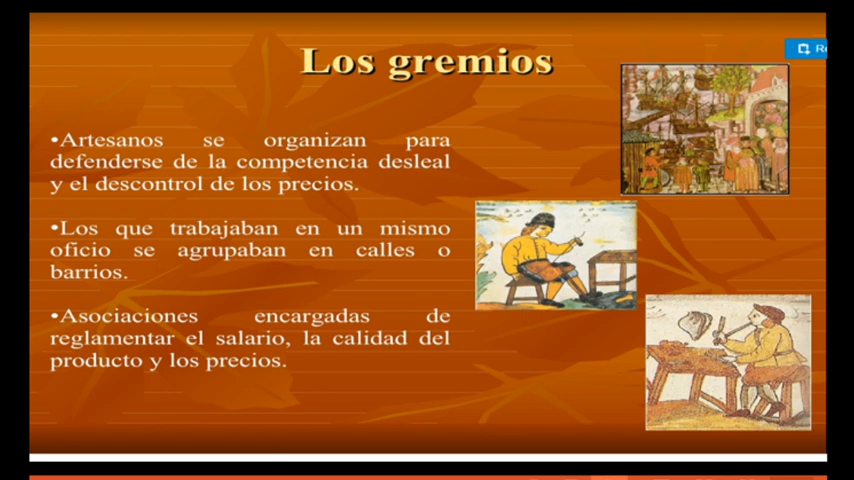 Los gremios
•Artesanos se organizan para
defenderse de la competencia desleal
y el descontrol de los precios.
•Los que trabajaban en un mismo
oficio se agrupaban en calles o
barrios.
•Asociaciones encargadas de
reglamentar el salario, la calidad del
producto y los precios.